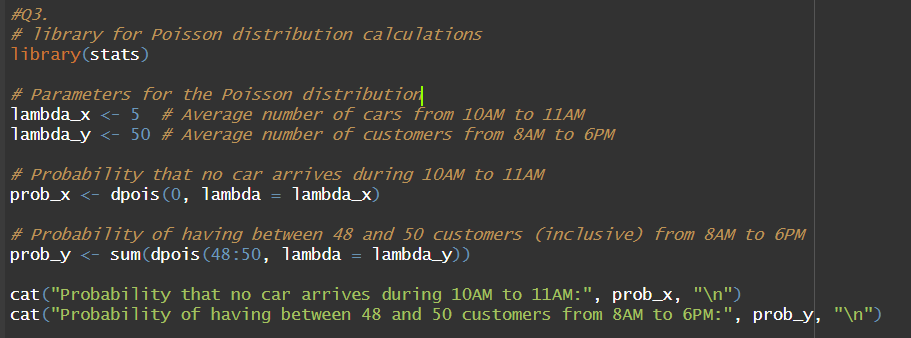 #Q3.
# library for Poisson distribution calculations
library(stats)
# Parameters for the Poisson distribution
lambda_x <- 5  # Average number of cars from 10AM to 11AM
lambda_y <- 50 # Average number of customers from 8AM to 6PM
# Probability that no car arrives during 10AM to 11AM
prob_x <- dpois(0, lambda = lambda_x)
# Probability of having between 48 and 50 customers (inclusive) from 8AM to 6PM
prob_y <- sum(dpois(48:50, lambda = lambda_y))
cat("Probability that no car arrives during 10AM to 11AM:", prob_x, "\n")
cat("Probability of having between 48 and 50 customers from 8AM to 6PM:", prob_y, "\n")